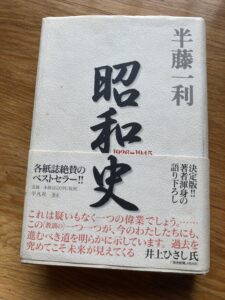 半藤一利
昭和史
1926-1945
決定版!!
著者渾身の
語り下ろし
各紙誌絶賛の
ベストセラー!!
平凡社
これは疑いもなく一つの偉業でしょう。……
この〈教訓〉の一つ一つが、今のわたしたちにも、
進むべき道を明らかに示しています。過去を
究めてこそ未来が見えてくる
井上ひさし氏